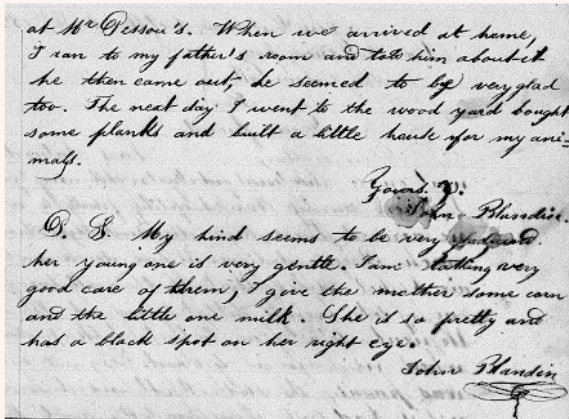 at Mr Dessou's. When we arrived at home,
I ran to my father's room and told him about it
he then came out, he seemed to be very glad
too. The next day I went to the wood yard bought
some planks and built a little house for my ani=
mals.
Yours.
John Blandin.
P. S. My hind seems to be very and
her young one is very gentle. I am taking very
good care of them, I give the mother some corn
and the little one milk. She is so pretty and
has a black spot on her right eye.
John Blandin